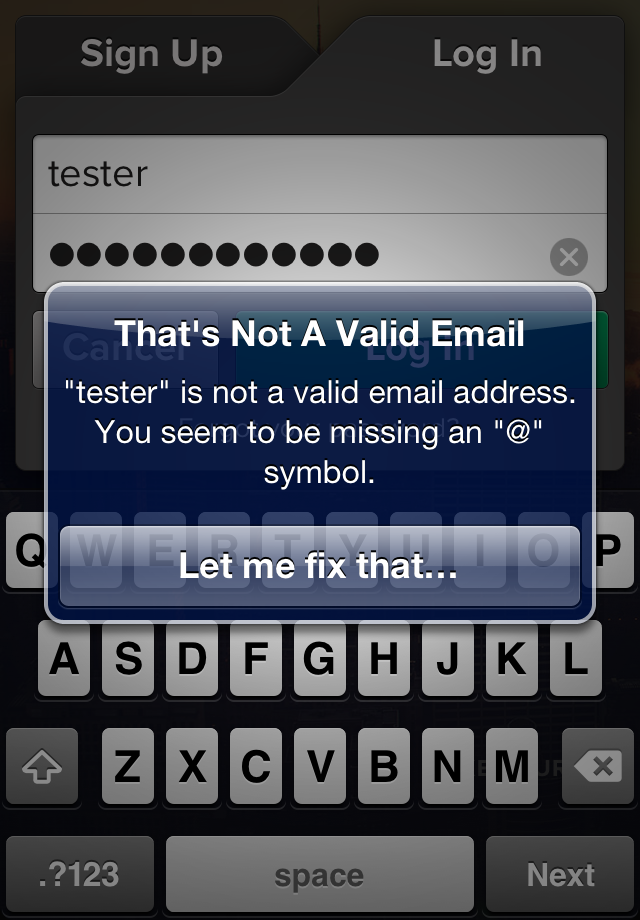 Sign Up Log In
tester
Cancel Log In
That's Not A Valid Email
"tester" is not a valid email address.
You seem to be missing an "@"
symbol.
Q W E R T Y U I O P
Let me fix that...
A S D F G H J K L
Z X C V B N M
.?123 space Next